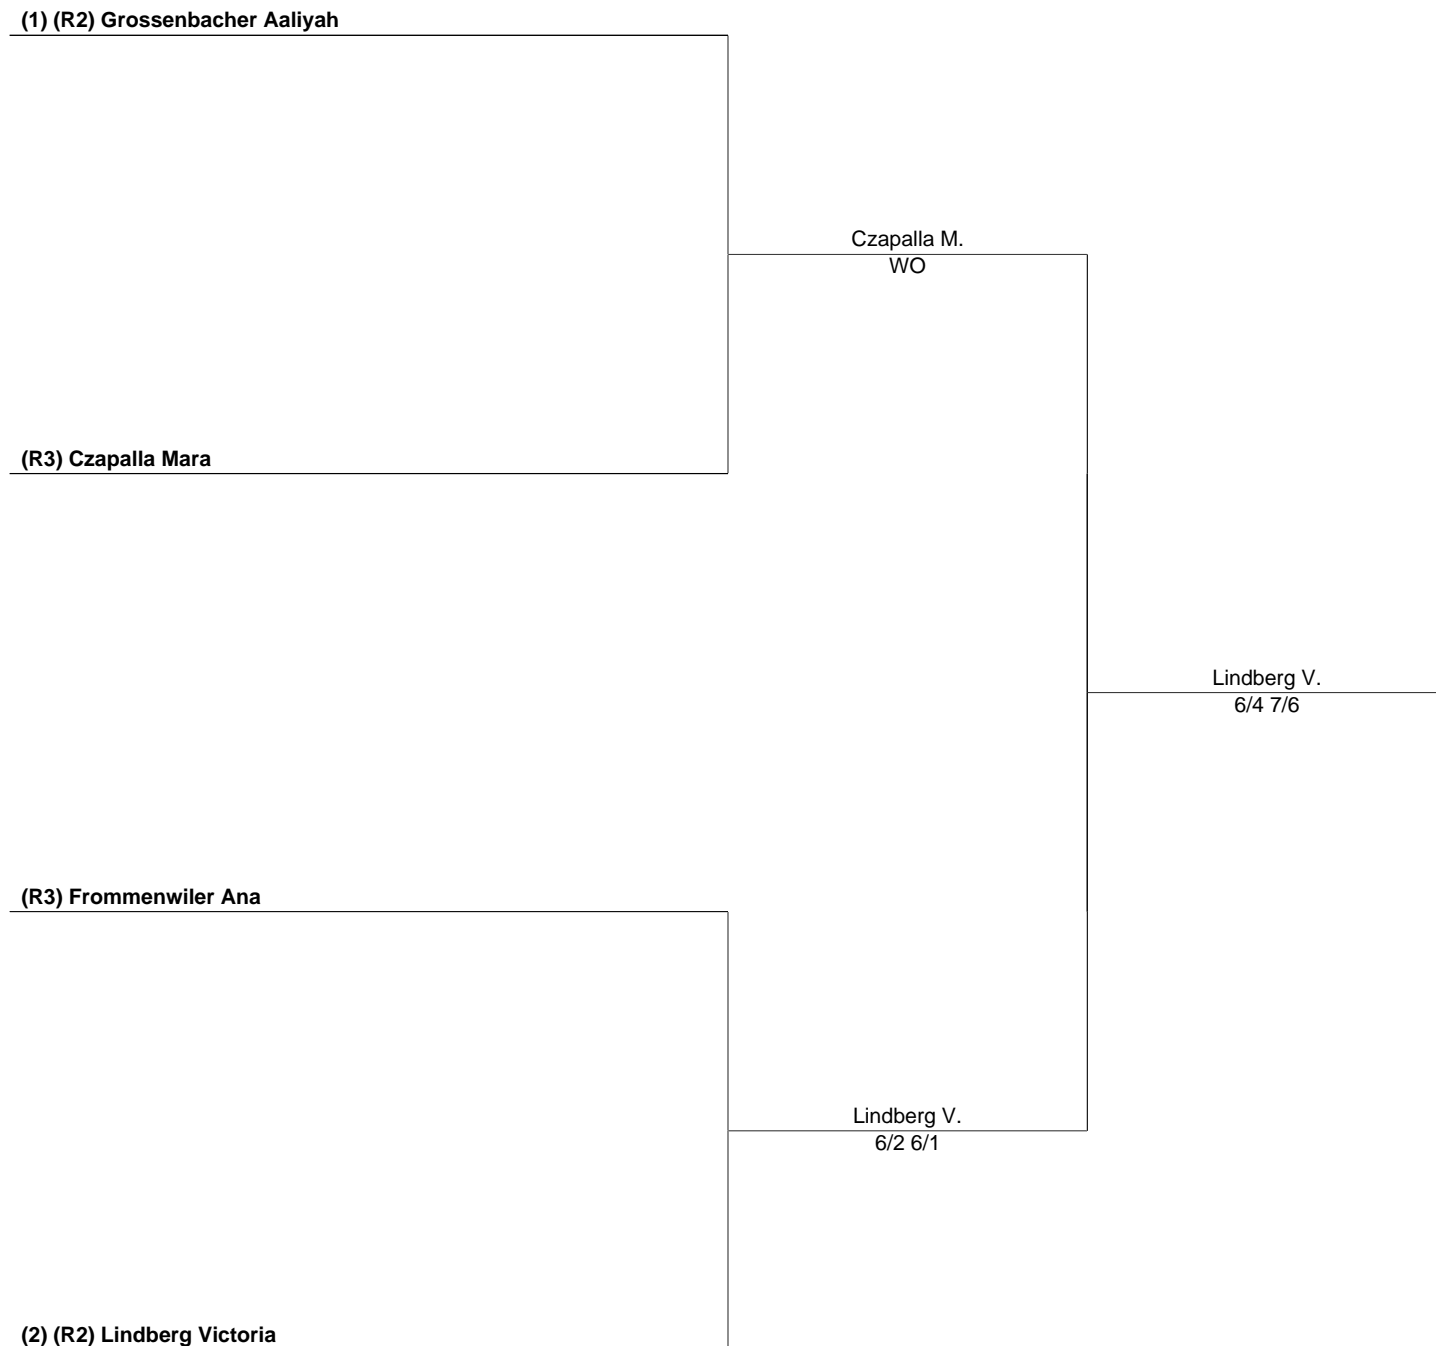 (1) (R2) Grossenbacher Aaliyah
Czapalla M.
WO
(R3) Czapalla Mara
Lindberg V.
6/4 7/6
(R3) Frommenwiler Ana
Lindberg V.
6/2 6/1
(2) (R2) Lindberg Victoria